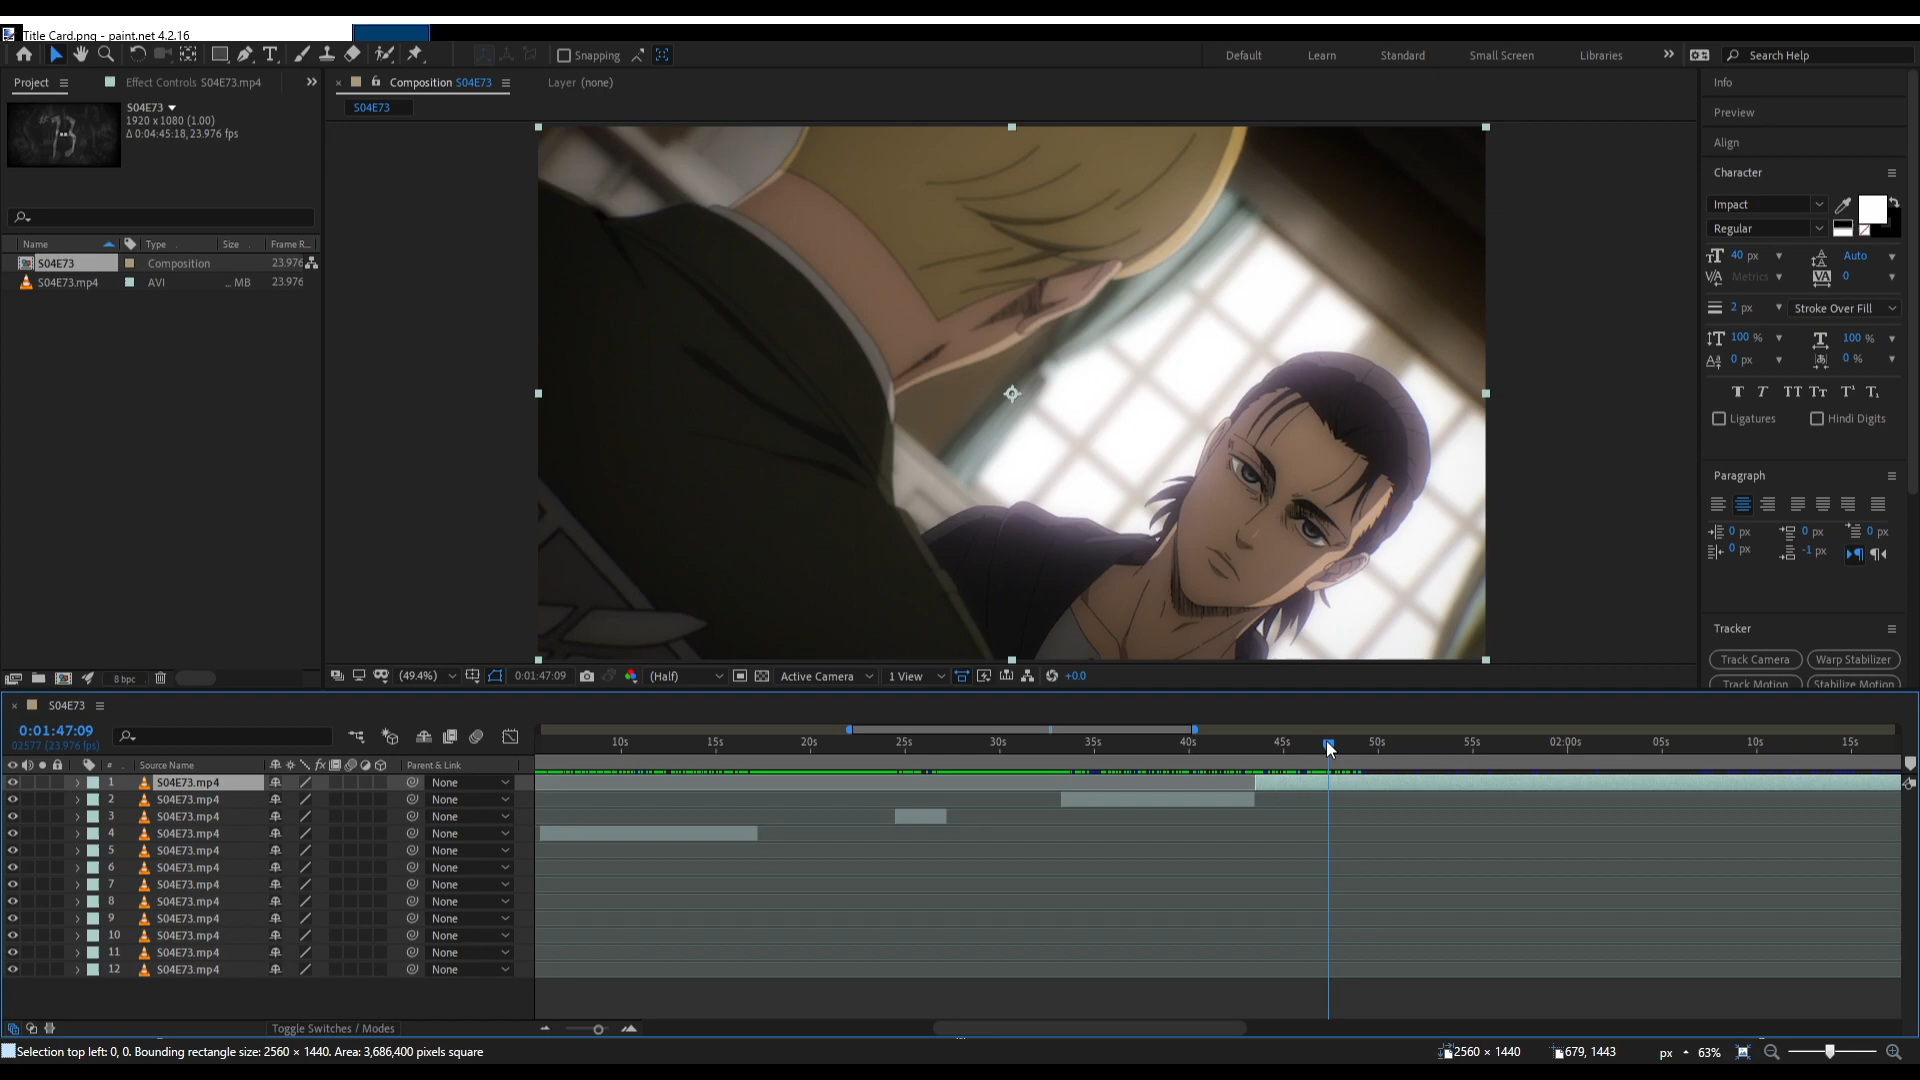 Title Card.png - paint.net 4.2.16
Snapping
Default
Learn
Standard
Small Screen
Libraries
Search Help
Project
Effect Controls S04E73.mp4
Composition S04E73
Layer (none)
S04E73
S04E73
1920 x 1080 (1.00)
Δ 0:04:45:18, 23.976 fps
Name
Type
Size
Frame R...
S04E73
Composition
23.976
S04E73.mp4
AVI
... MB
23.976
8 bpc
(49.4%)
0:01:47:09
(Half)
Active Camera
1 View
+0.0
Info
Preview
Align
Character
Impact
Regular
40 px
Auto
Metrics
0
2 px
Stroke Over Fill
100 %
100 %
0 px
0 %
Ligatures
Hindi Digits
Paragraph
0 px
0 px
0 px
0 px
-1 px
Tracker
Track Camera
Warp Stabilizer
Track Motion
Stabilize Motion
S04E73
0:01:47:09
02577 (23.976 fps)
10s
15s
20s
25s
30s
35s
40s
45s
50s
55s
02:00s
05s
10s
15s
#
Source Name
Parent & Link
1 S04E73.mp4 None
2 S04E73.mp4 None
3 S04E73.mp4 None
4 S04E73.mp4 None
5 S04E73.mp4 None
6 S04E73.mp4 None
7 S04E73.mp4 None
8 S04E73.mp4 None
9 S04E73.mp4 None
10 S04E73.mp4 None
11 S04E73.mp4 None
12 S04E73.mp4 None
Toggle Switches / Modes
Selection top left: 0, 0. Bounding rectangle size: 2560 × 1440. Area: 3,686,400 pixels square
2560 × 1440
679, 1443
px
63%